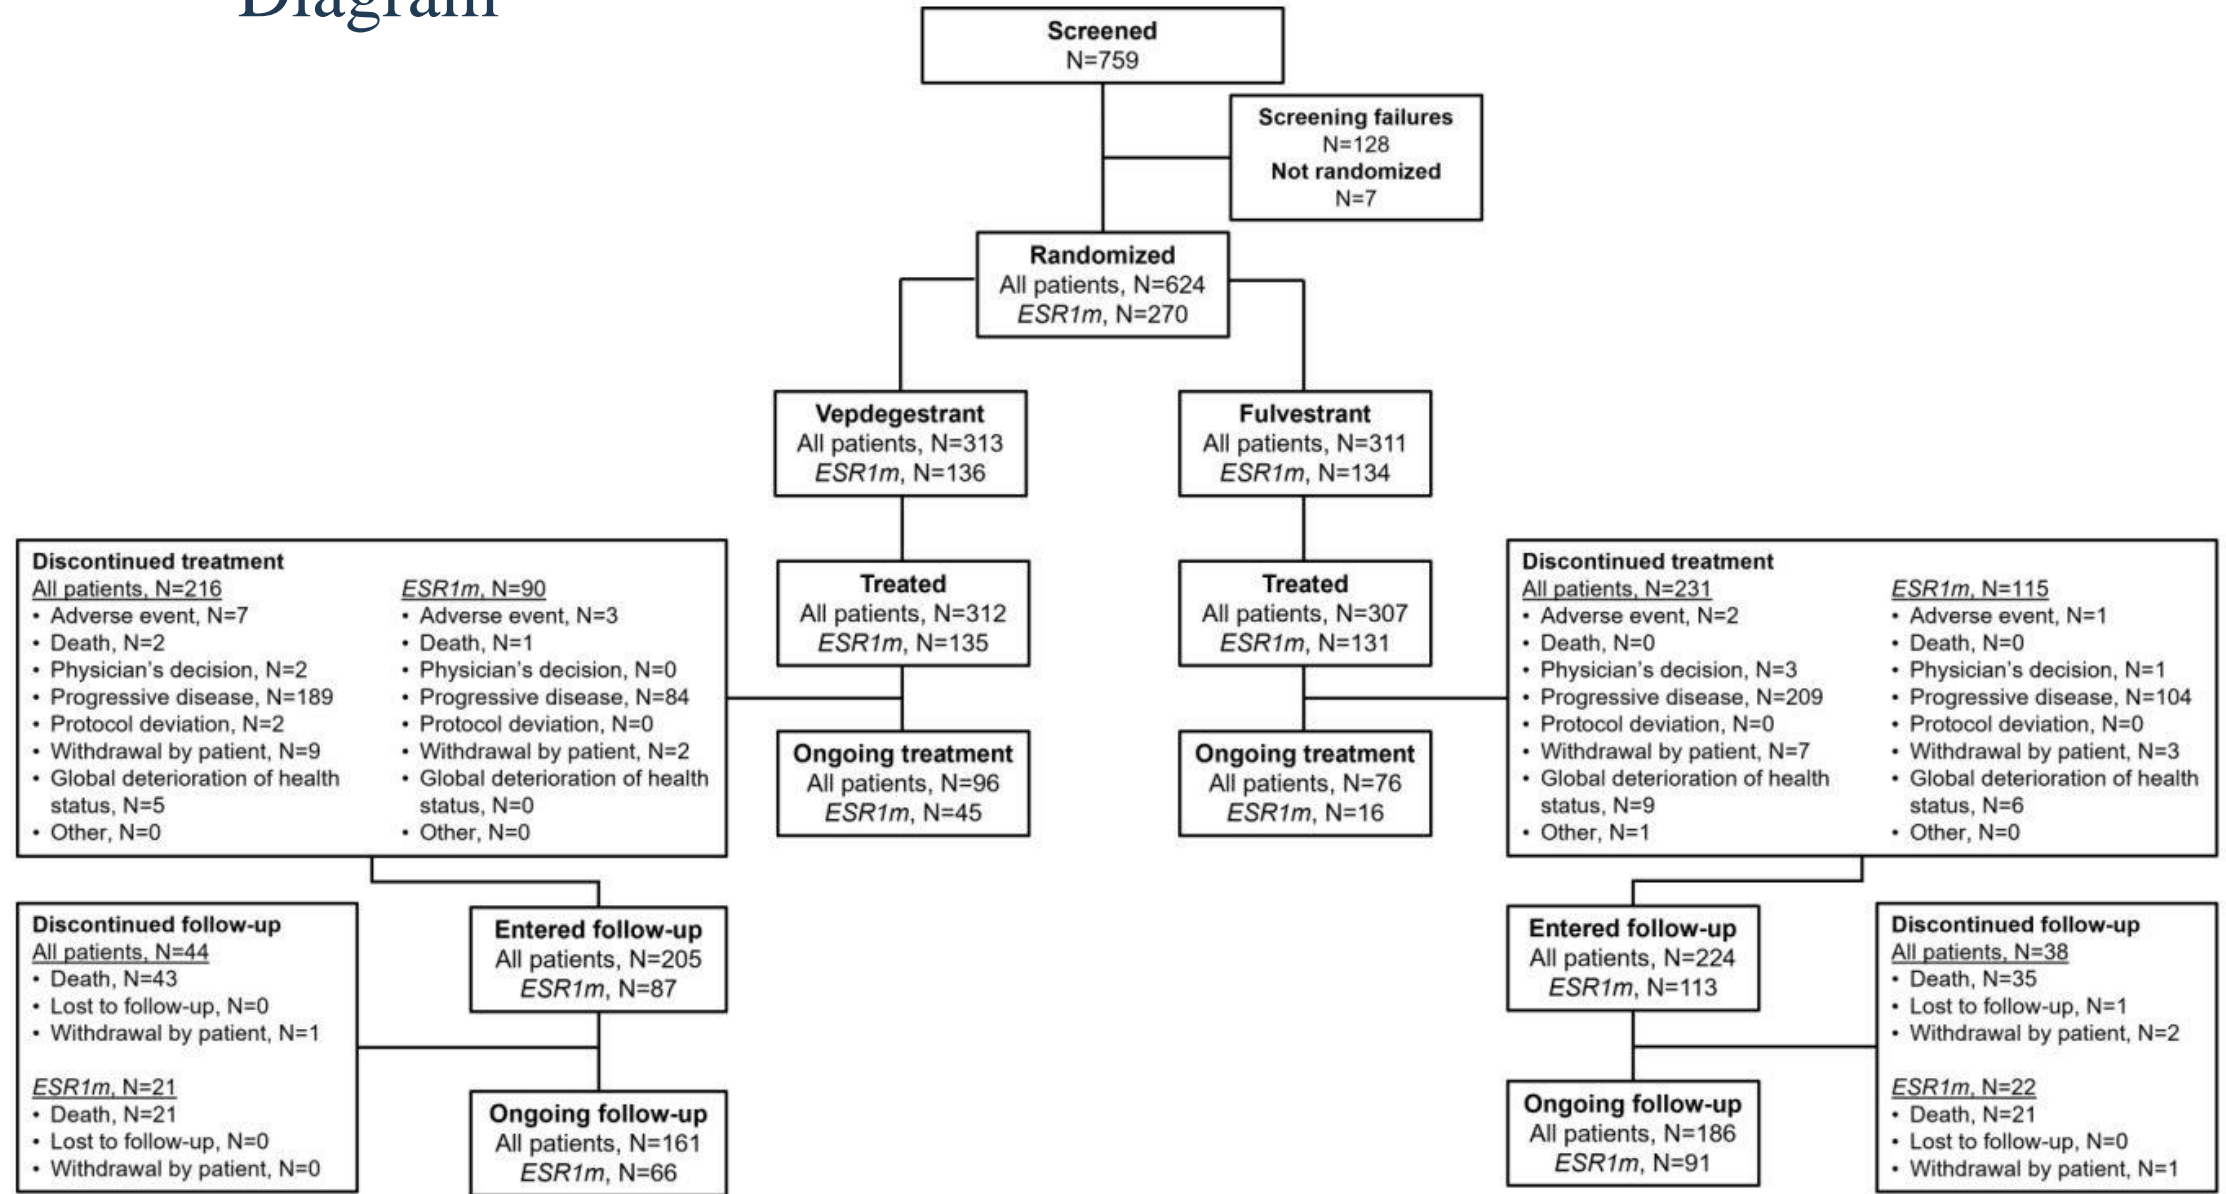 Diagram
Screened
N=759
Screening failures
N=128
Not randomized
N=7
Randomized
All patients, N=624
ESR1m, N=270
Vepdegestrant
All patients, N=313
ESR1m, N=136
Fulvestrant
All patients, N=311
ESR1m, N=134
Discontinued treatment
All patients, N=216
• Adverse event, N=7
• Death, N=2
• Physician's decision, N=2
• Progressive disease, N=189
• Protocol deviation, N=2
• Withdrawal by patient, N=9
• Global deterioration of health
status, N=5
• Other, N=0
ESR1m, N=90
• Adverse event, N=3
• Death, N=1
• Physician's decision, N=0
• Progressive disease, N=84
• Protocol deviation, N=0
• Withdrawal by patient, N=2
• Global deterioration of health
status, N=0
• Other, N=0
Treated
All patients, N=312
ESR1m, N=135
Treated
All patients, N=307
ESR1m, N=131
Discontinued treatment
All patients, N=231
• Adverse event, N=2
• Death, N=0
• Physician's decision, N=3
• Progressive disease, N=209
• Protocol deviation, N=0
• Withdrawal by patient, N=7
• Global deterioration of health
status, N=9
• Other, N=1
ESR1m, N=115
• Adverse event, N=1
• Death, N=0
• Physician's decision, N=1
• Progressive disease, N=104
• Protocol deviation, N=0
• Withdrawal by patient, N=3
• Global deterioration of health
status, N=6
• Other, N=0
Ongoing treatment
All patients, N=96
ESR1m, N=45
Ongoing treatment
All patients, N=76
ESR1m, N=16
Discontinued follow-up
All patients, N=44
• Death, N=43
• Lost to follow-up, N=0
• Withdrawal by patient, N=1
ESR1m, N=21
• Death, N=21
• Lost to follow-up, N=0
• Withdrawal by patient, N=0
Entered follow-up
All patients, N=205
ESR1m, N=87
Ongoing follow-up
All patients, N=161
ESR1m, N=66
Entered follow-up
All patients, N=224
ESR1m, N=113
Ongoing follow-up
All patients, N=186
ESR1m, N=91
Discontinued follow-up
All patients, N=38
• Death, N=35
• Lost to follow-up, N=1
• Withdrawal by patient, N=2
ESR1m, N=22
• Death, N=21
• Lost to follow-up, N=0
• Withdrawal by patient, N=1